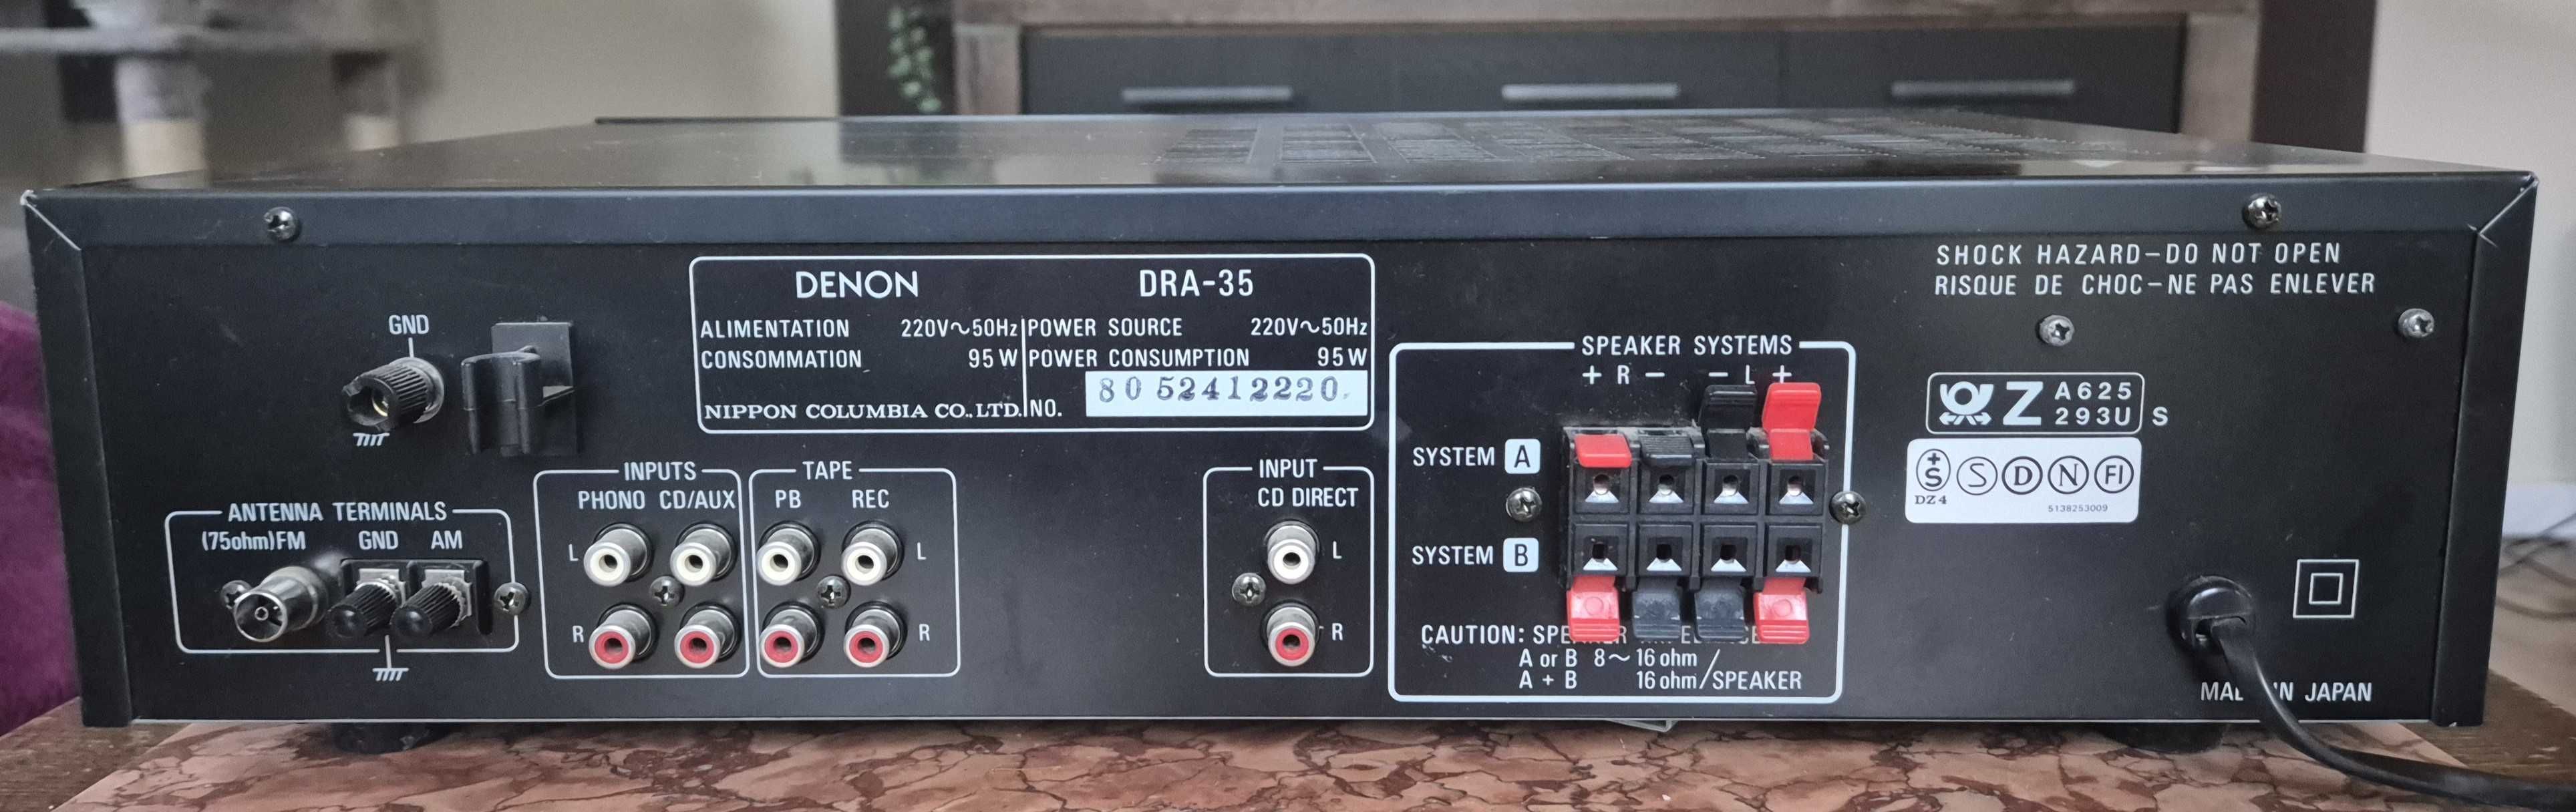 SHOCK HAZARD–DO NOT OPEN
RISQUE DE CHOC–NE PAS ENLEVER
DENON DRA-35
ALIMENTATION 220V~50Hz POWER SOURCE 220V~50Hz
CONSOMMATION 95W POWER CONSUMPTION 95W
NIPPON COLUMBIA CO.,LTD. NO. 80 52412220
GND
ANTENNA TERMINALS
(75ohm)FM GND AM
INPUTS
PHONO CD/AUX
L
R
TAPE
PB REC
L
R
INPUT
CD DIRECT
L
R
SPEAKER SYSTEMS
+ R − − L +
SYSTEM A
SYSTEM B
CAUTION:
A or B 8~16 ohm
A + B 16 ohm/SPEAKER
Z A625
293U S
S S D N FI
DZ4
5138253009
IN JAPAN